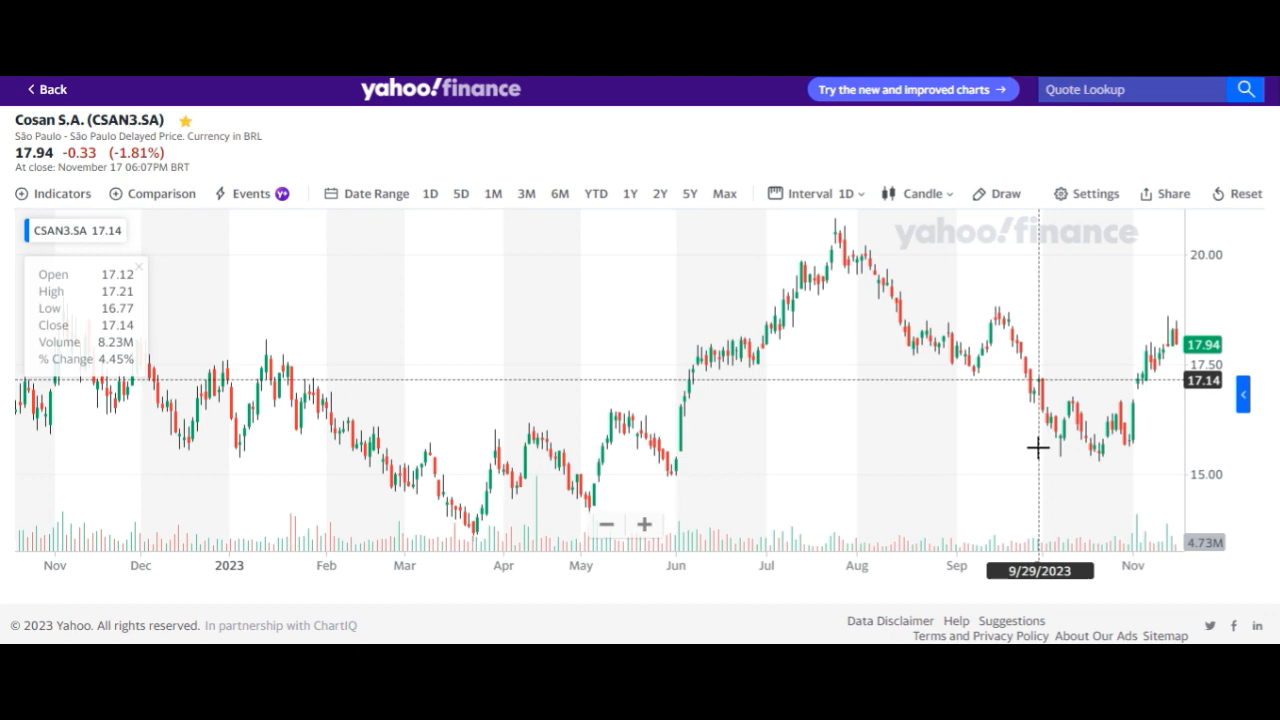 Back
yahoo!finance
Try the new and improved charts →
Quote Lookup
Cosan S.A. (CSAN3.SA)
São Paulo - São Paulo Delayed Price. Currency in BRL
17.94 -0.33 (-1.81%)
At close: November 17 06:07PM BRT
Indicators Comparison Events Y+ Date Range 1D 5D 1M 3M 6M YTD 1Y 2Y 5Y Max Interval 1D Candle Draw Settings Share Reset
CSAN3.SA 17.14
yahoo!finance
Open 17.12
High 17.21
Low 16.77
Close 17.14
Volume 8.23M
% Change 4.45%
20.00
17.94
17.50
17.14
15.00
4.73M
Nov Dec 2023 Feb Mar Apr May Jun Jul Aug Sep 9/29/2023 Nov
© 2023 Yahoo. All rights reserved. In partnership with ChartIQ
Data Disclaimer Help Suggestions
Terms and Privacy Policy About Our Ads Sitemap